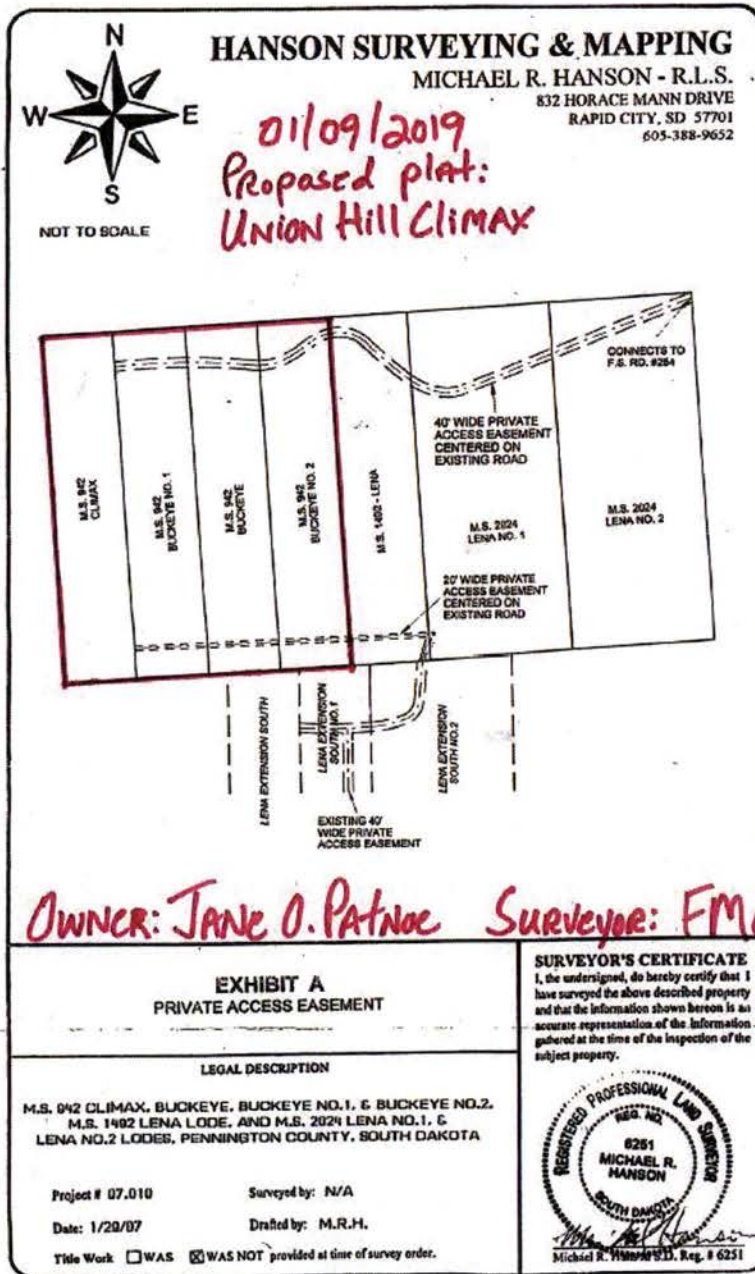 N
W E
S
NOT TO SCALE
HANSON SURVEYING & MAPPING
MICHAEL R. HANSON - R.L.S.
832 HORACE MANN DRIVE
RAPID CITY, SD 57701
605-388-9652
01/09/2019
Proposed plat:
Union Hill Climax
CONNECTS TO
F.S. RD. #264
40' WIDE PRIVATE
ACCESS EASEMENT
CENTERED ON
EXISTING ROAD
M.S. 942
CLIMAX
M.S. 942
BUCKEYE NO. 1
M.S. 942
BUCKEYE
M.S. 942
BUCKEYE NO. 2
M.S. 1492 - LENA
M.S. 2024
LENA NO. 1
M.S. 2024
LENA NO. 2
20' WIDE PRIVATE
ACCESS EASEMENT
CENTERED ON
EXISTING ROAD
LENA EXTENSION SOUTH
LENA EXTENSION
SOUTH NO.1
LENA EXTENSION
SOUTH NO.2
EXISTING 40'
WIDE PRIVATE
ACCESS EASEMENT
Owner: Jane O. Patnoe Surveyor: FM
EXHIBIT A
PRIVATE ACCESS EASEMENT
LEGAL DESCRIPTION
M.S. 942 CLIMAX, BUCKEYE, BUCKEYE NO.1, & BUCKEYE NO.2,
M.S. 1492 LENA LODE, AND M.S. 2024 LENA NO.1, &
LENA NO.2 LODES, PENNINGTON COUNTY, SOUTH DAKOTA
Project # 07.010 Surveyed by: N/A
Date: 1/29/07 Drafted by: M.R.H.
Title Work ☐ WAS ☒ WAS NOT provided at time of survey order.
SURVEYOR'S CERTIFICATE
I, the undersigned, do hereby certify that I
have surveyed the above described property
and that the information shown hereon is an
accurate representation of the information
gathered at the time of the inspection of the
subject property.
REGISTERED PROFESSIONAL LAND SURVEYOR
REG. NO.
6251
MICHAEL R.
HANSON
SOUTH DAKOTA
Michael R. Hanson S.D. Reg. # 6251